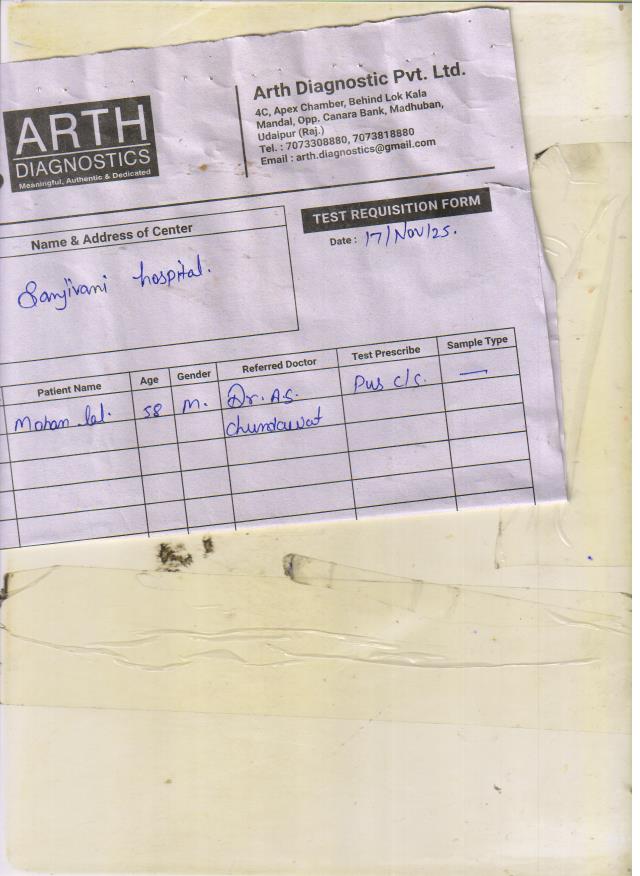 ARTH
DIAGNOSTICS
Meaningful, Authentic & Dedicated
Arth Diagnostic Pvt. Ltd.
4C, Apex Chamber, Behind Lok Kala
Mandal, Opp. Canara Bank, Madhuban,
Udaipur (Raj.)
Tel. : 7073308880, 7073818880
Email : arth.diagnostics@gmail.com
TEST REQUISITION FORM
Date : 17/Nov/25.
Name & Address of Center
Sanjivani hospital.
Patient Name Age Gender Referred Doctor Test Prescribe Sample Type
Mohan lal. 58 M. Dr. A.S. Pus C/S. —
Chundawat